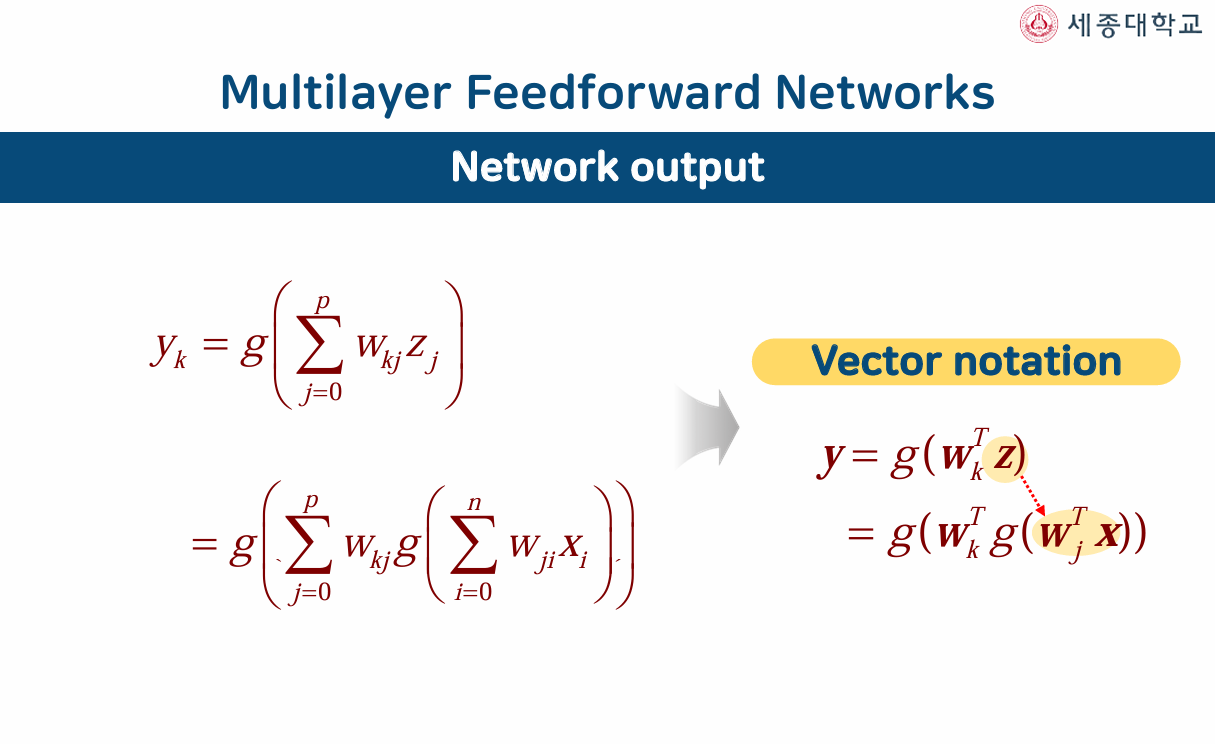 세종대학교
Multilayer Feedforward Networks
Network output
y_k = g( ∑_{j=0}^{p} w_{kj} z_j )
= g( ∑_{j=0}^{p} w_{kj} g( ∑_{i=0}^{n} w_{ji} x_i ) )
Vector notation
y = g(w_k^T z)
= g(w_k^T g(w_j^T x))